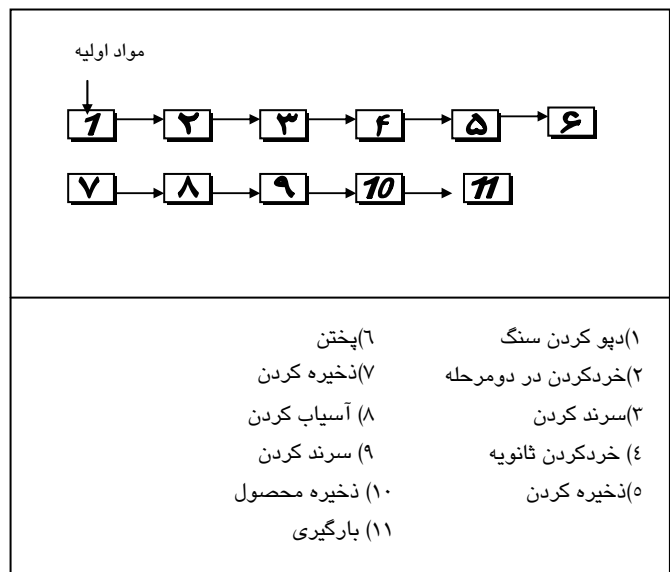 مواد اولیه
1 ۲ ۳ ۴ ۵ ۶
۷ ۸ ۹ 10 11
۱)دپو کردن سنگ
۲)خردکردن در دومرحله
۳)سرند کردن
٤) خردکردن ثانویه
٥)ذخیره کردن
٦)پختن
۷)ذخیره کردن
۸) آسیاب کردن
۹) سرند کردن
۱۰) ذخیره محصول
۱۱) بارگیری